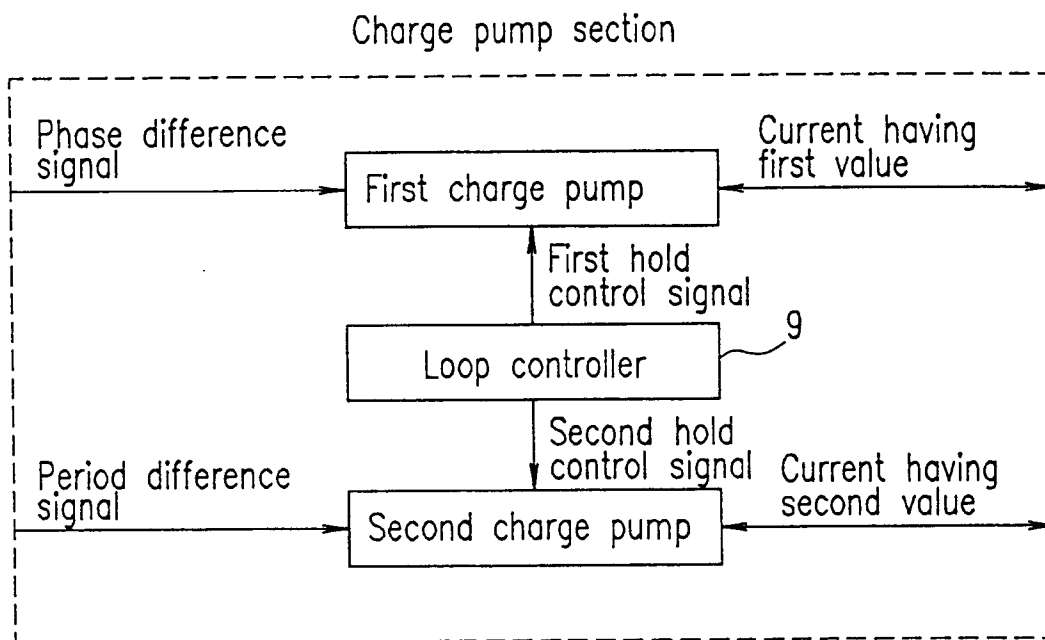 Charge pump section
Phase difference
signal
First charge pump
Current having
first value
First hold
control signal
Loop controller
9
Second hold
control signal
Period difference
signal
Second charge pump
Current having
second value